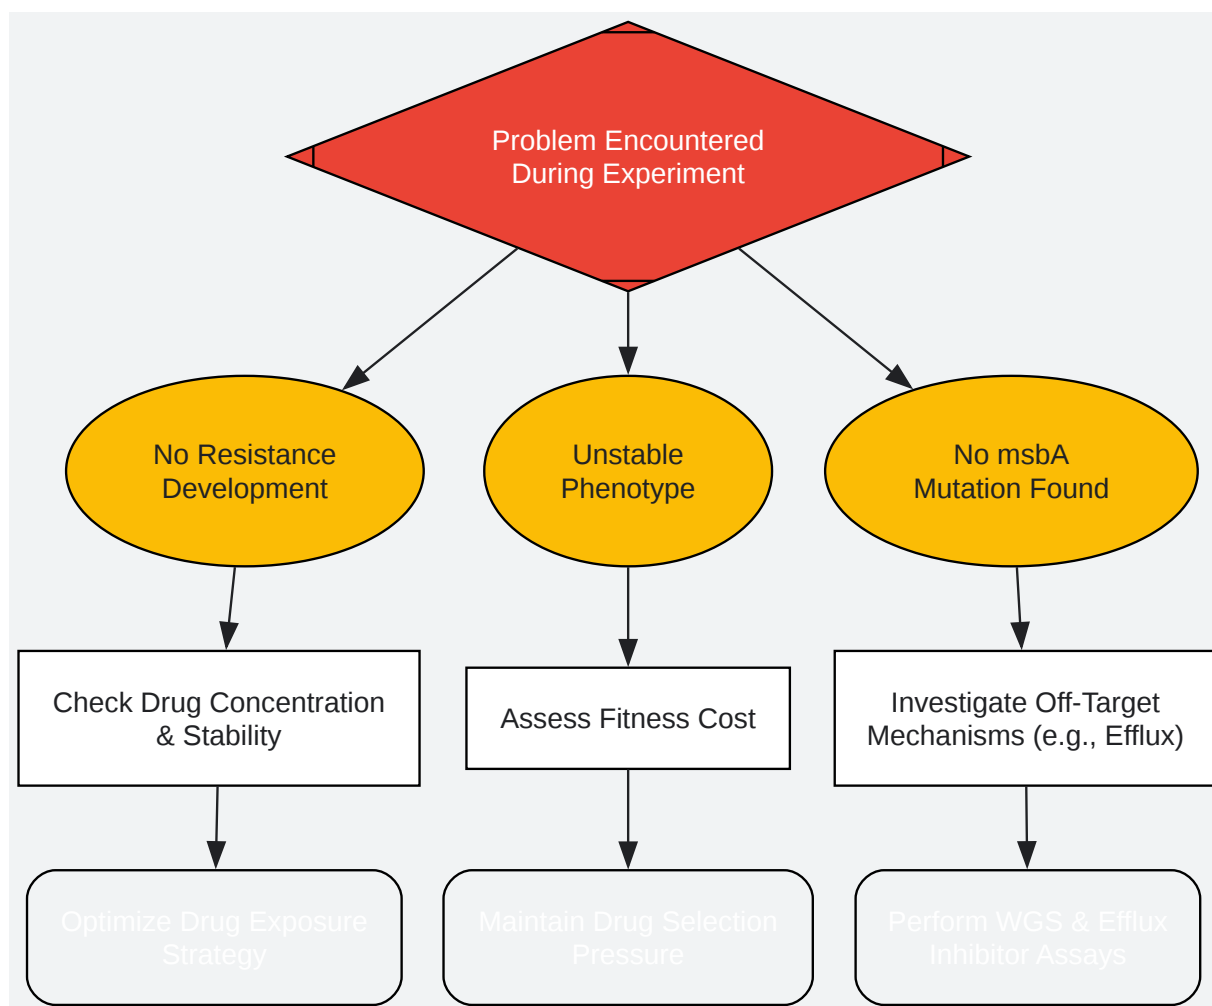 Problem Encountered
During Experiment
No Resistance
Development
Unstable
Phenotype
No msbA
Mutation Found
Check Drug Concentration
& Stability
Assess Fitness Cost
Investigate Off-Target
Mechanisms (e.g., Efflux)
Optimize Drug Exposure
Strategy
Maintain Drug Selection
Pressure
Perform WGS & Efflux
Inhibitor Assays